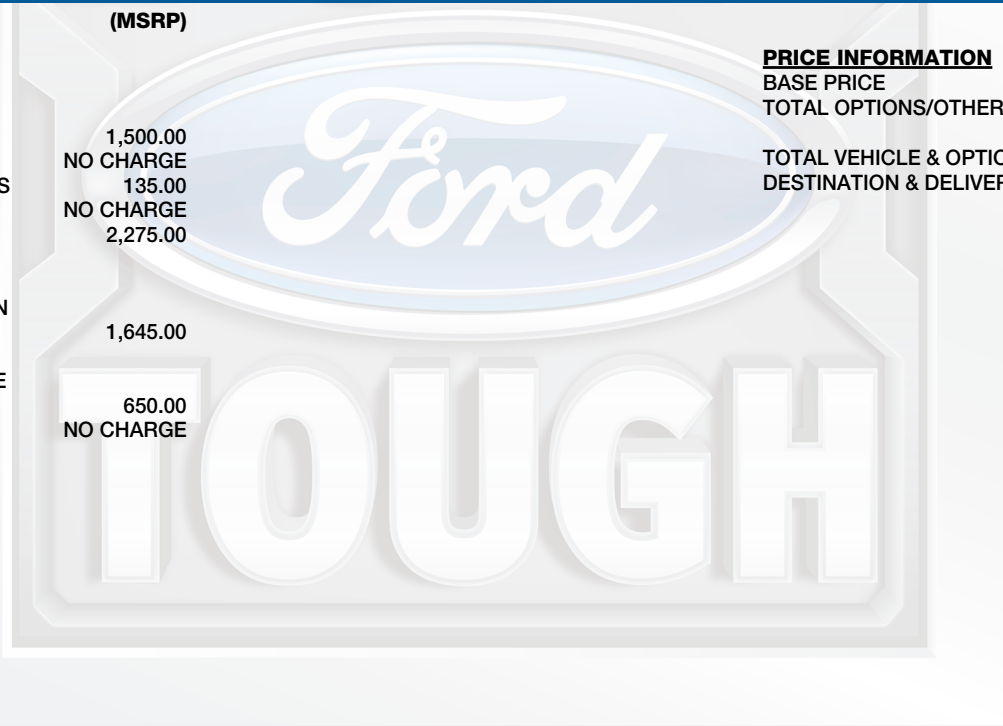 (MSRP)
PRICE INFORMATION
BASE PRICE
TOTAL OPTIONS/OTHER
1,500.00
NO CHARGE
TOTAL VEHICLE & OPTIO
S 135.00
DESTINATION & DELIVER
NO CHARGE
2,275.00
N
1,645.00
E
650.00
NO CHARGE
Ford
TOUGH